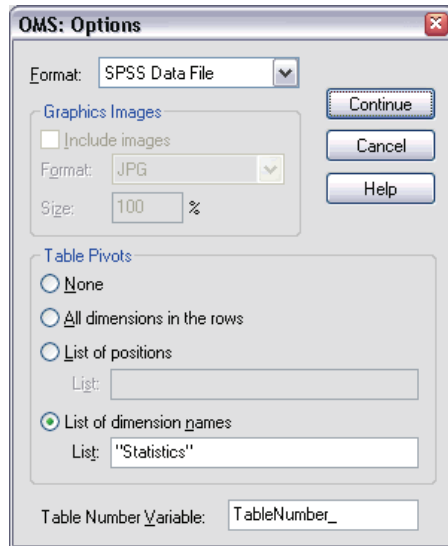 OMS: Options
Format: SPSS Data File
Continue
Graphics Images
Include images
Cancel
Format: JPG
Help
Size: 100 %
Table Pivots
None
All dimensions in the rows
List of positions
List:
List of dimension names
List: "Statistics"
Table Number Variable: TableNumber_